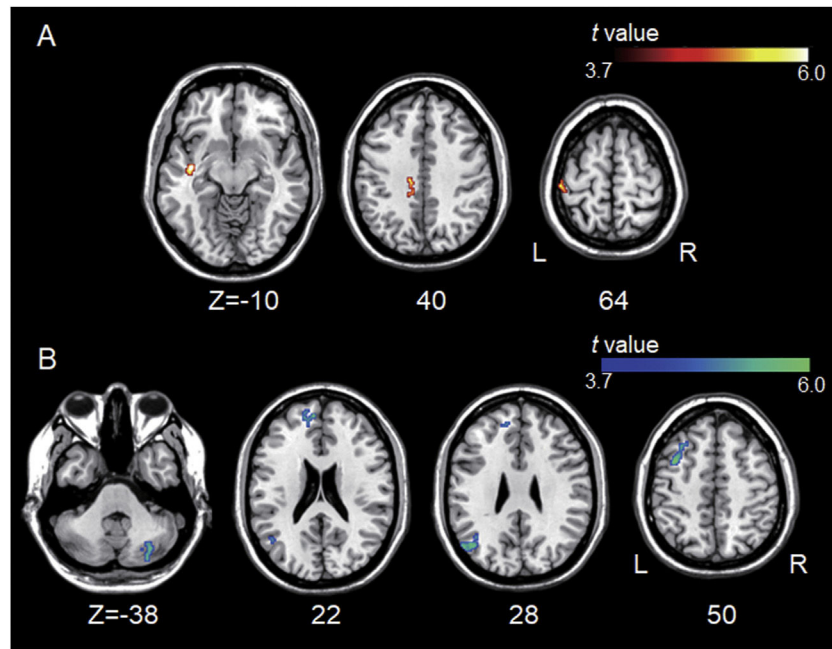 A
t value
3.7 6.0
L R
Z=-10 40 64
B
t value
3.7 6.0
L R
Z=-38 22 28 50